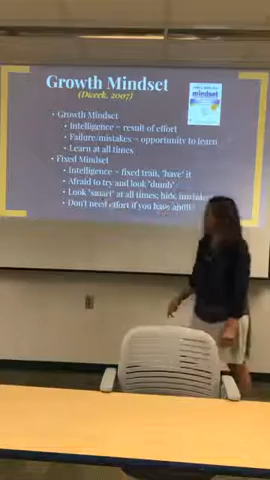 Growth Mindset
(Dweck, 2007)
mindset
• Growth Mindset
• Intelligence = result of effort
• Failure/mistakes = opportunity to learn
• Learn at all times
• Fixed Mindset
• Intelligence = fixed trait, 'have' it
• Afraid to try and look "dumb"
• Look 'smart' at all times; hide
• Don't need effort if you have